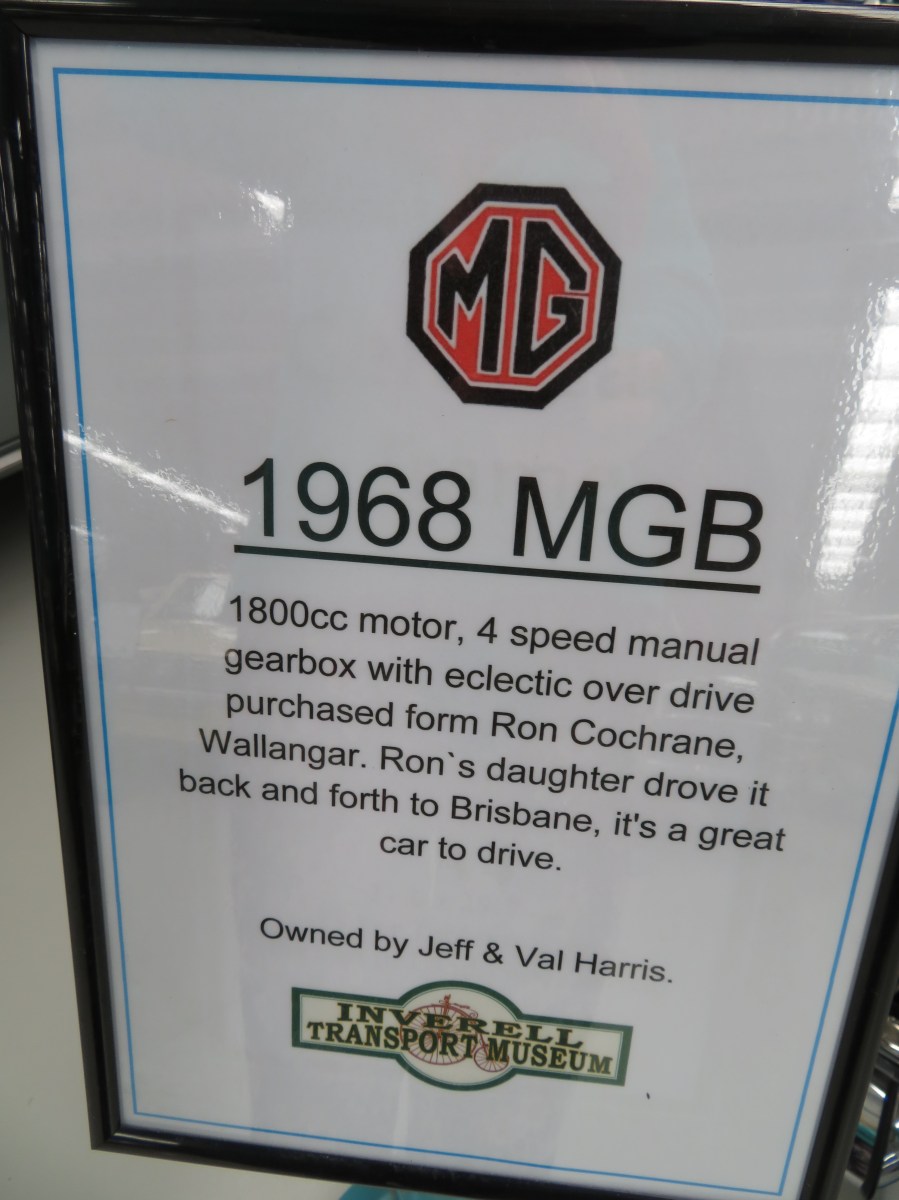 MG
1968 MGB
1800cc motor, 4 speed manual
gearbox with eclectic over drive
purchased form Ron Cochrane,
Wallangar. Ron`s daughter drove it
back and forth to Brisbane, it's a great
car to drive.
Owned by Jeff & Val Harris.
INVERELL
TRANSPORT MUSEUM